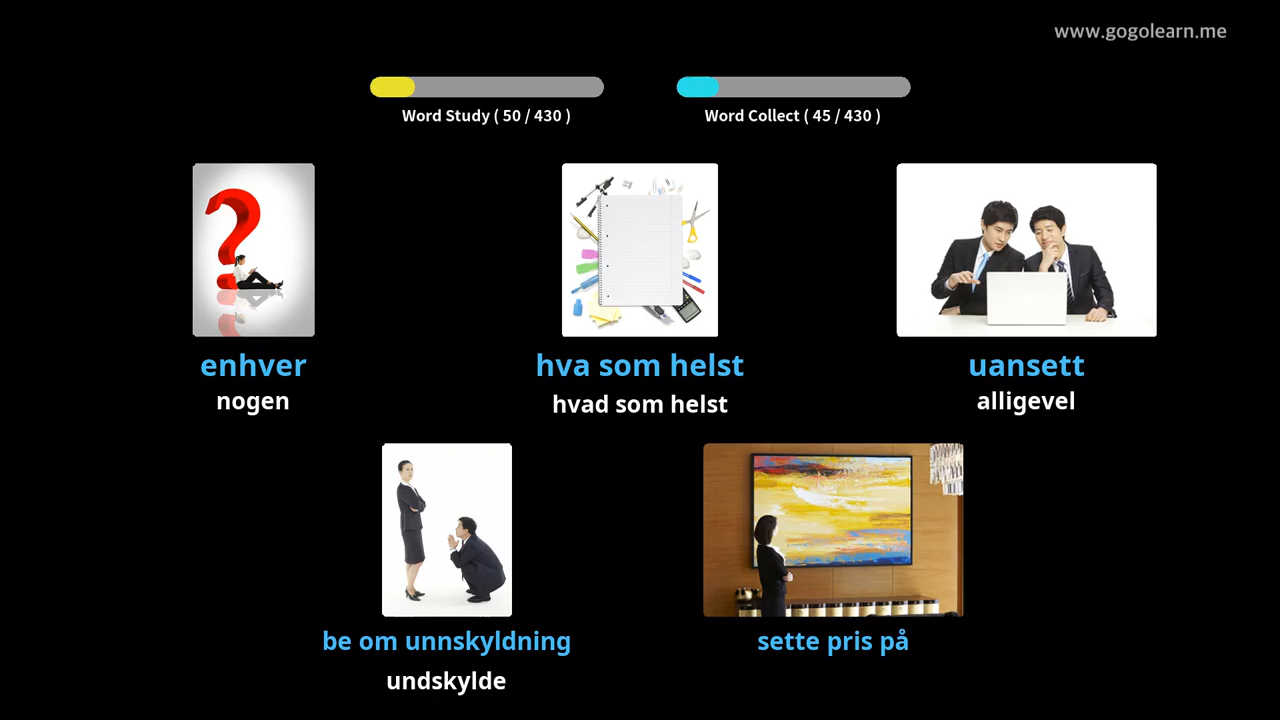 www.gogolearn.me
Word Study ( 50 / 430 )
Word Collect ( 45 / 430 )
enhver
nogen
hva som helst
hvad som helst
uansett
alligevel
be om unnskyldning
undskylde
sette pris på